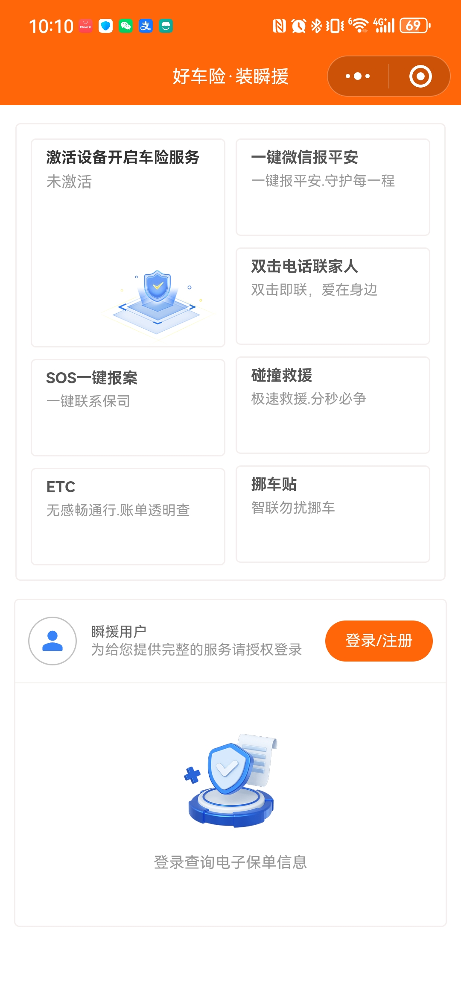 10:10
HUAWEI
支
6
4G+
69
好车险·装瞬援
激活设备开启车险服务
未激活
一键微信报平安
一键报平安.守护每一程
双击电话联家人
双击即联，爱在身边
SOS一键报案
一键联系保司
碰撞救援
极速救援.分秒必争
ETC
无感畅通行.账单透明查
挪车贴
智联勿扰挪车
瞬援用户
为给您提供完整的服务请授权登录
登录/注册
登录查询电子保单信息